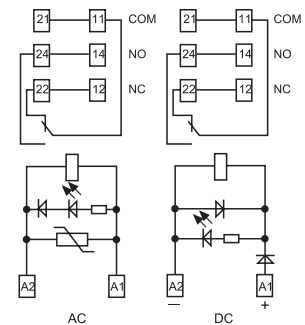 21 11 COM 21 11 COM
24 14 NO 24 14 NO
22 12 NC 22 12 NC
A2 A1 A2 A1
— +
AC DC